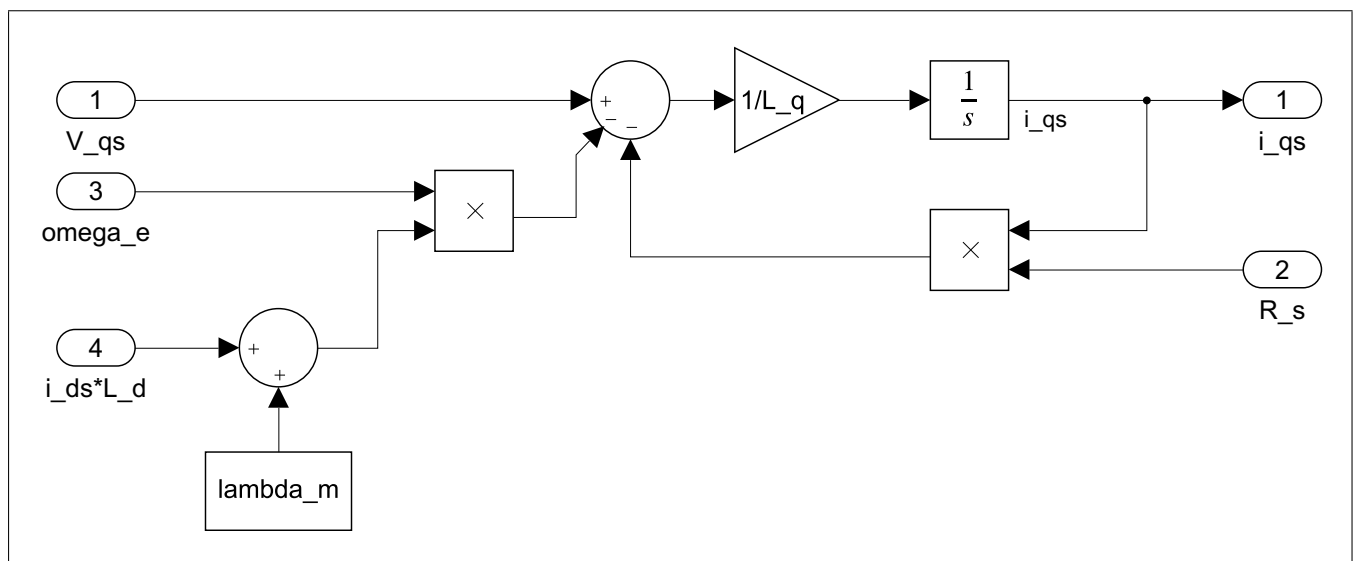 1
V_qs
+
−
−
1/L_q
1
s
i_qs
1
i_qs
3
omega_e
×
×
2
R_s
4
i_ds*L_d
+
+
lambda_m